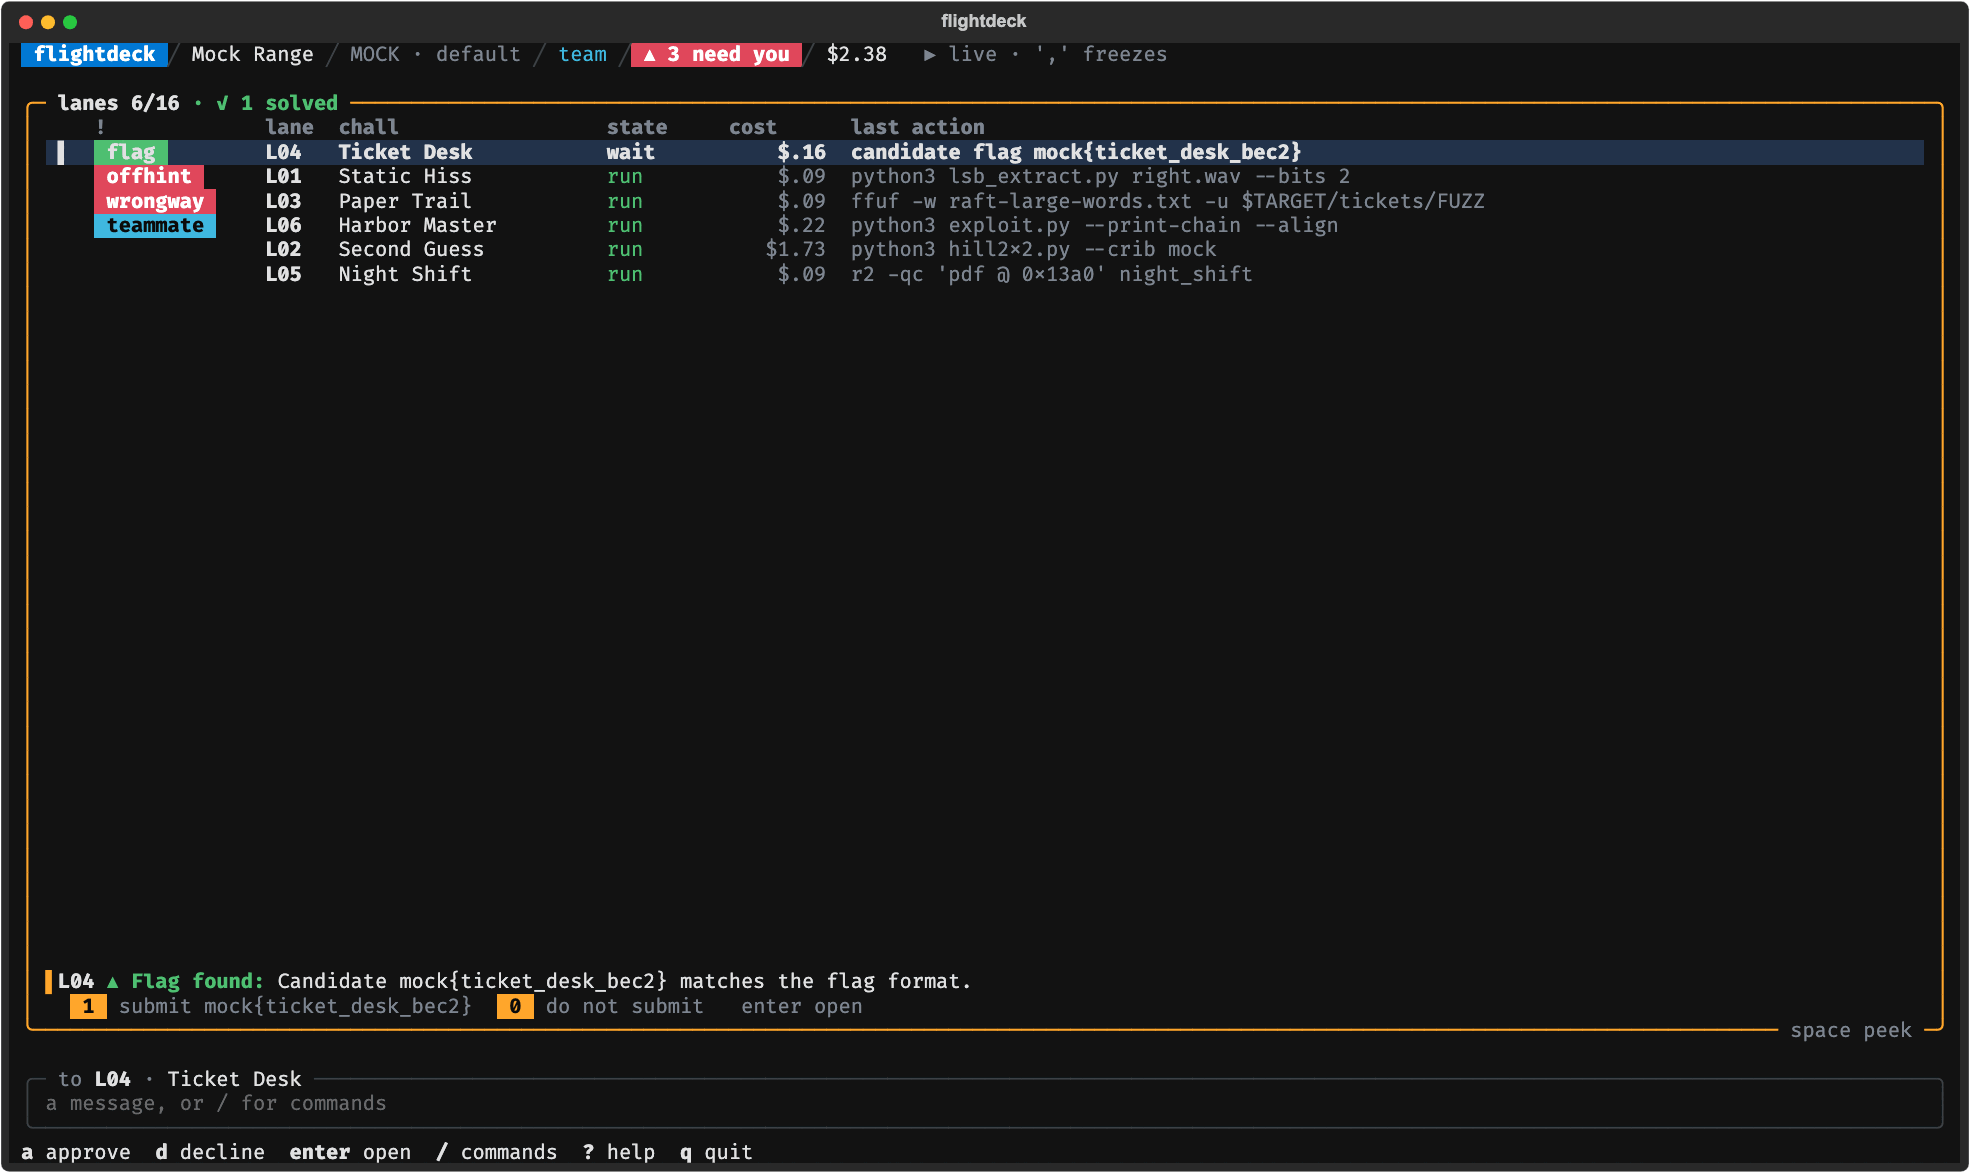 flightdeck
flightdeck / Mock Range / MOCK · default / team / ▲ 3 need you / $2.38 ▶ live · ',' freezes
lanes 6/16 · √ 1 solved
! lane chall state cost last action
flag L04 Ticket Desk wait $.16 candidate flag mock{ticket_desk_bec2}
offhint L01 Static Hiss run $.09 python3 lsb_extract.py right.wav --bits 2
wrongway L03 Paper Trail run $.09 ffuf -w raft-large-words.txt -u $TARGET/tickets/FUZZ
teammate L06 Harbor Master run $.22 python3 exploit.py --print-chain --align
L02 Second Guess run $1.73 python3 hill2×2.py --crib mock
L05 Night Shift run $.09 r2 -qc 'pdf @ 0×13a0' night_shift
L04 ▲ Flag found: Candidate mock{ticket_desk_bec2} matches the flag format.
1 submit mock{ticket_desk_bec2} 0 do not submit enter open
space peek
to L04 · Ticket Desk
a message, or / for commands
a approve d decline enter open / commands ? help q quit